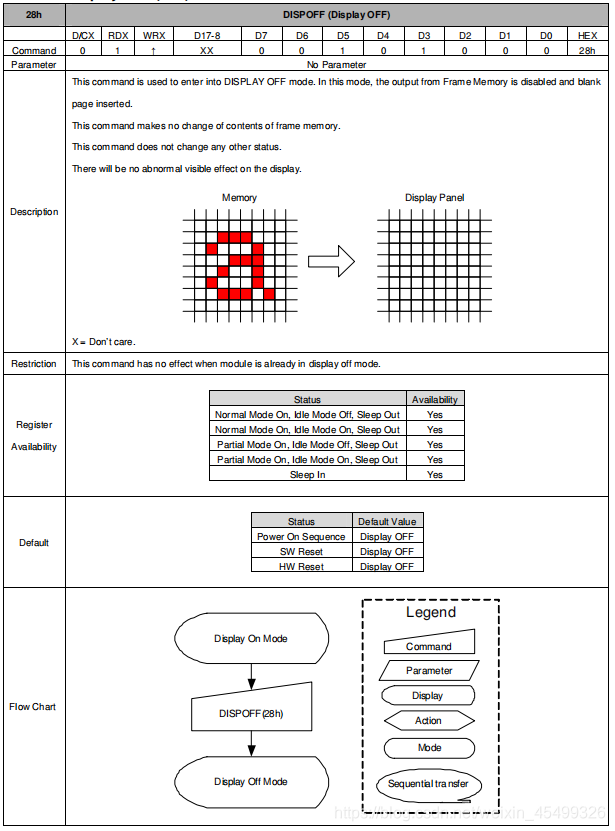 28h DISPOFF (Display OFF)
D/CX RDX WRX D17-8 D7 D6 D5 D4 D3 D2 D1 D0 HEX
Command 0 1 ↑ XX 0 0 1 0 1 0 0 0 28h
Parameter No Parameter
Description
This command is used to enter into DISPLAY OFF mode. In this mode, the output from Frame Memory is disabled and blank
page inserted.
This command makes no change of contents of frame memory.
This command does not change any other status.
There will be no abnormal visible effect on the display.
Memory Display Panel
X = Don't care.
Restriction This command has no effect when module is already in display off mode.
Register
Availability
Status Availability
Normal Mode On, Idle Mode Off, Sleep Out Yes
Normal Mode On, Idle Mode On, Sleep Out Yes
Partial Mode On, Idle Mode Off, Sleep Out Yes
Partial Mode On, Idle Mode On, Sleep Out Yes
Sleep In Yes
Default
Status Default Value
Power On Sequence Display OFF
SW Reset Display OFF
HW Reset Display OFF
Flow Chart
Display On Mode
DISPOFF(28h)
Display Off Mode
Legend
Command
Parameter
Display
Action
Mode
Sequential transfer